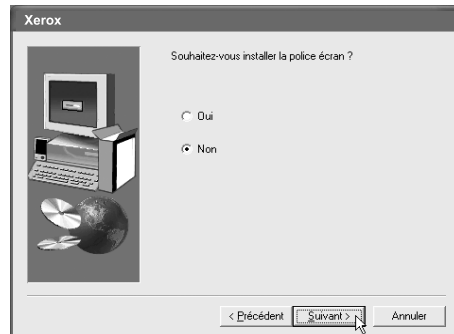 Xerox
Souhaitez-vous installer la police écran ?
Oui
Non
< Précédent
Suivant >
Annuler